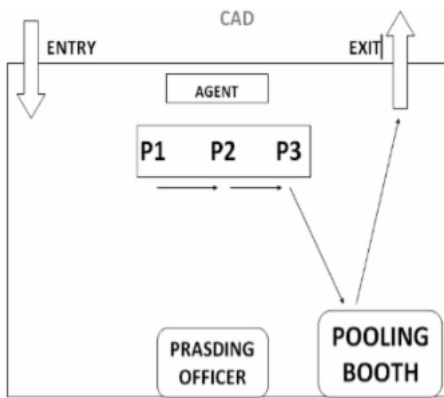 CAD
ENTRY
EXIT
AGENT
P1 P2 P3
PRASDING
OFFICER
POOLING
BOOTH